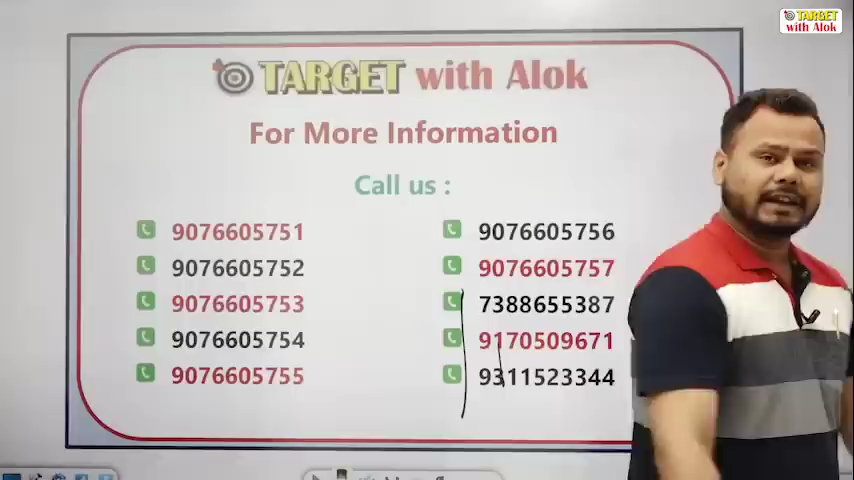 TARGET
with Alok
TARGET with Alok
For More Information
Call us :
9076605751
9076605752
9076605753
9076605754
9076605755
9076605756
9076605757
7388655387
9170509671
9311523344